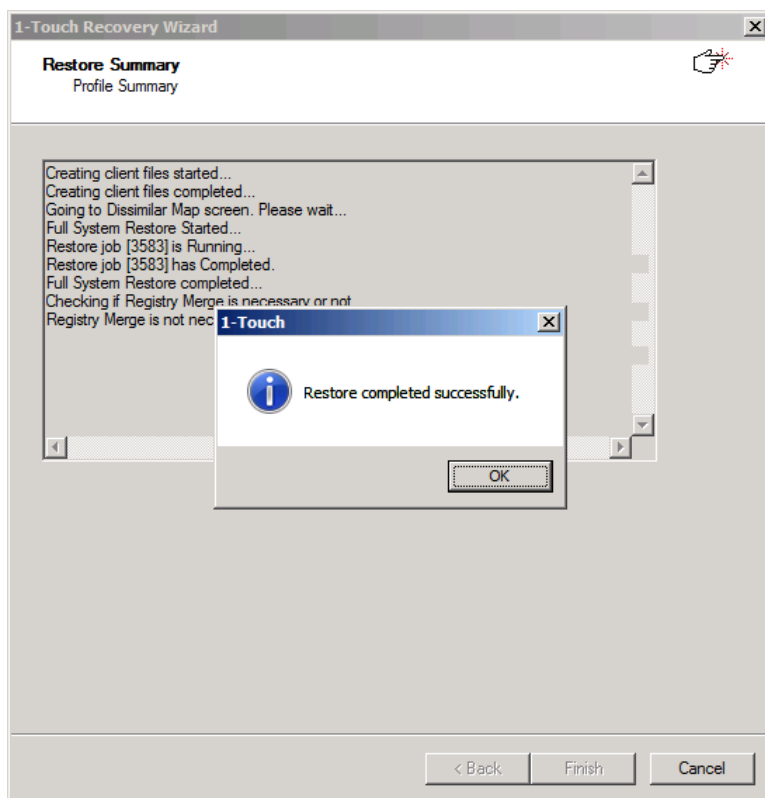 1-Touch Recovery Wizard
Restore Summary
Profile Summary
Creating client files started...
Creating client files completed...
Going to Dissimilar Map screen. Please wait...
Full System Restore Started...
Restore job [3583] is Running...
Restore job [3583] has Completed.
Full System Restore completed...
Checking if Registry Merge is necessary or not
Registry Merge is not nec
1-Touch
Restore completed successfully.
OK
< Back
Finish
Cancel